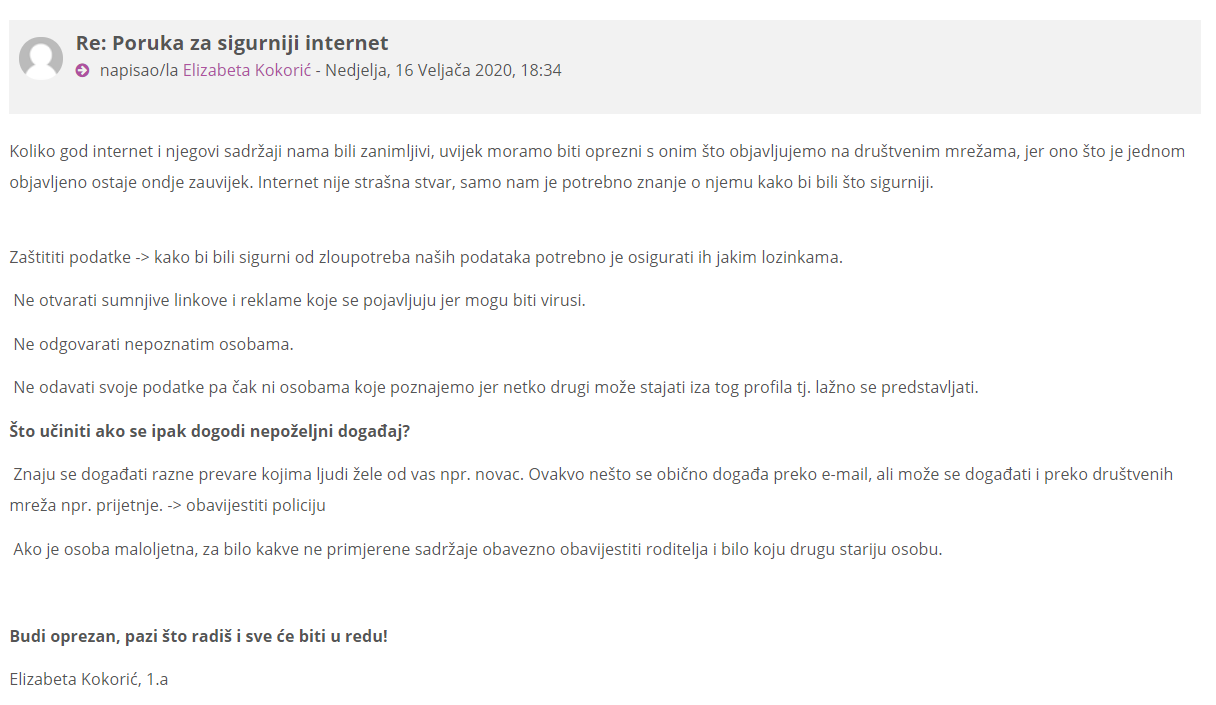 Re: Poruka za sigurniji internet
napisao/la Elizabeta Kokorić - Nedjelja, 16 Veljača 2020, 18:34
Koliko god internet i njegovi sadržaji nama bili zanimljivi, uvijek moramo biti oprezni s onim što objavljujemo na društvenim mrežama, jer ono što je jednom
objavljeno ostaje ondje zauvijek. Internet nije strašna stvar, samo nam je potrebno znanje o njemu kako bi bili što sigurniji.
Zaštititi podatke -> kako bi bili sigurni od zloupotreba naših podataka potrebno je osigurati ih jakim lozinkama.
Ne otvarati sumnjive linkove i reklame koje se pojavljuju jer mogu biti virusi.
Ne odgovarati nepoznatim osobama.
Ne odavati svoje podatke pa čak ni osobama koje poznajemo jer netko drugi može stajati iza tog profila tj. lažno se predstavljati.
Što učiniti ako se ipak dogodi nepoželjni događaj?
Znaju se događati razne prevare kojima ljudi žele od vas npr. novac. Ovakvo nešto se obično događa preko e-mail, ali može se događati i preko društvenih
mreža npr. prijetnje. -> obavijestiti policiju
Ako je osoba maloljetna, za bilo kakve ne primjerene sadržaje obavezno obavijestiti roditelja i bilo koju drugu stariju osobu.
Budi oprezan, pazi što radiš i sve će biti u redu!
Elizabeta Kokorić, 1.a